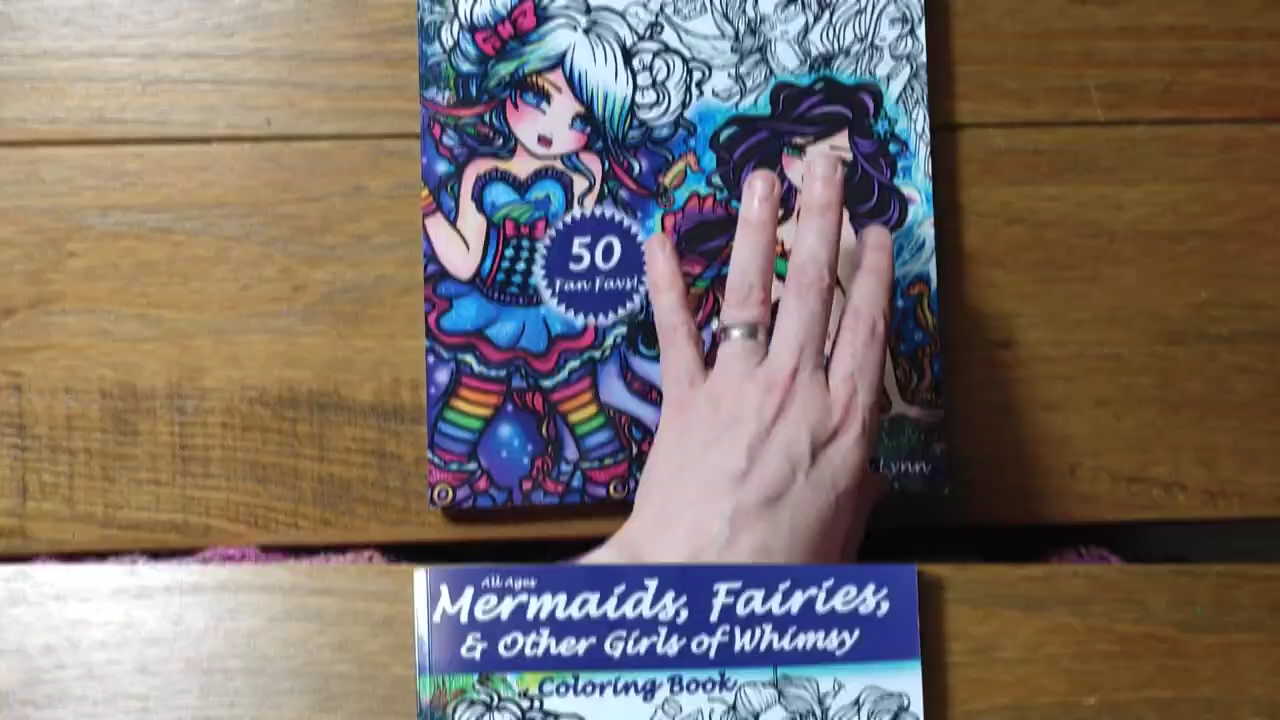 50
Fan Favs!
Lynn
All Ages
Mermaids, Fairies,
& Other Girls of Whimsy
Coloring Book